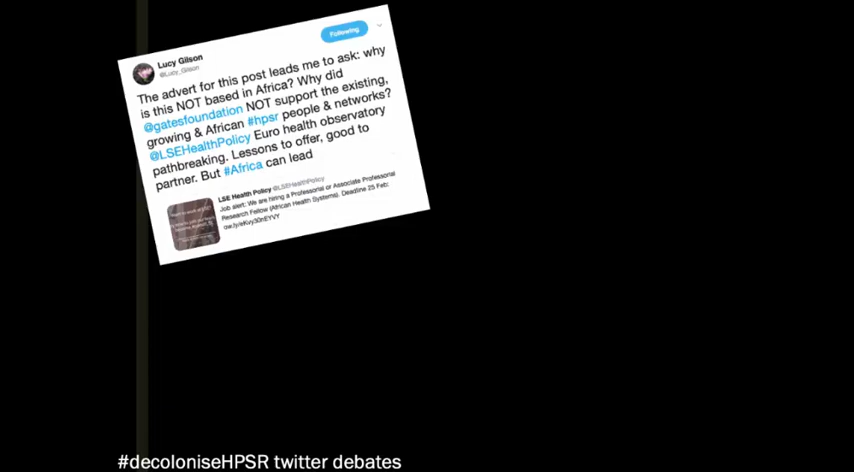 Following
Lucy Gilson
@Lucy_Gilson
The advert for this post leads me to ask: why
is this NOT based in Africa? Why did
@gatesfoundation NOT support the existing,
growing & African #hpsr people & networks?
@LSEHealthPolicy Euro health observatory
pathbreaking. Lessons to offer, good to
partner. But #Africa can lead
LSE Health Policy @LSEHealthPolicy
Job alert: We are hiring a Professorial or Associate Professorial
Research Fellow (African Health Systems). Deadline 25 Feb:
#decoloniseHPSR twitter debates